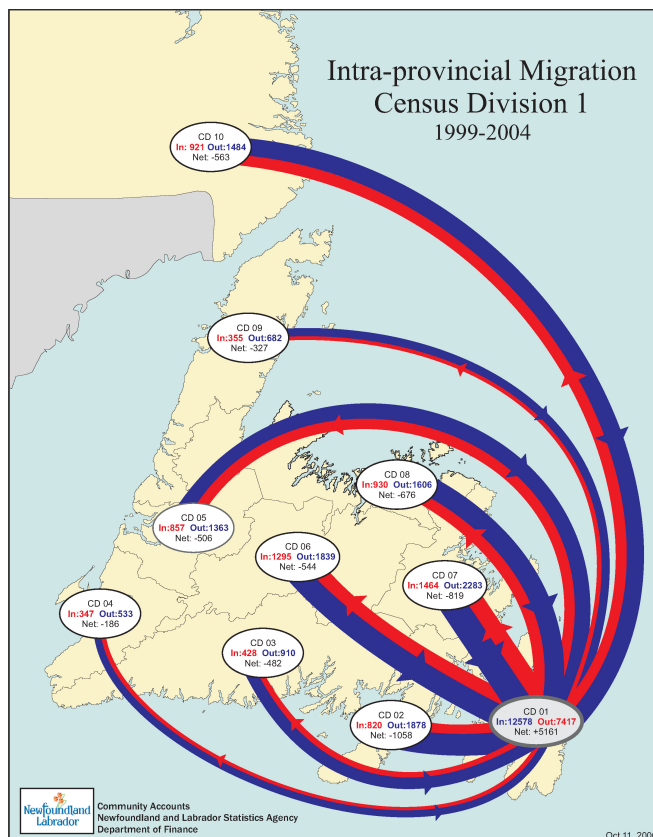 Intra-provincial Migration
Census Division 1
1999-2004
CD 10
In: 921 Out:1484
Net: -563
CD 09
In:355 Out:682
Net: -327
CD 08
In:930 Out:1606
Net: -676
CD 05
In:857 Out:1363
Net: -506
CD 06
In:1295 Out:1839
Net: -544
CD 07
In:1464 Out:2283
Net: -819
CD 04
In:347 Out:533
Net: -186
CD 03
In:428 Out:910
Net: -482
CD 02
In:820 Out:1878
Net: -1058
CD 01
In:12578 Out:7417
Net: +5161
Newfoundland
Labrador
Community Accounts
Newfoundland and Labrador Statistics Agency
Department of Finance
Oct 11, 200